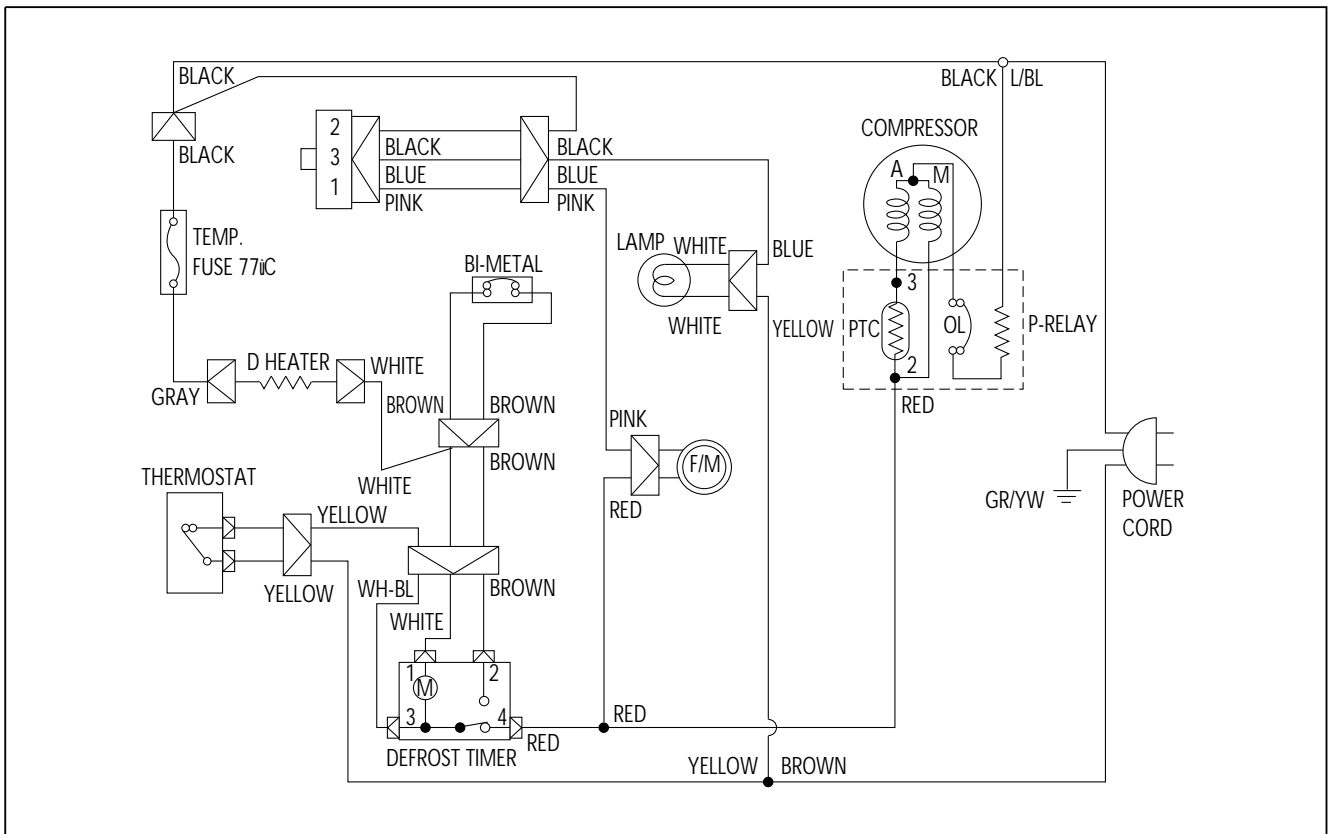 BLACK
BLACK L/BL
2
COMPRESSOR
3
BLACK
BLACK
BLACK
A
M
BLUE
BLUE
1
PINK
PINK
TEMP.
FUSE 77ïïC
LAMP
WHITE
BLUE
BI-METAL
3
WHITE
YELLOW
PTC
OL
P-RELAY
D HEATER
WHITE
2
GRAY
BROWN
BROWN
RED
PINK
BROWN
F/M
THERMOSTAT
WHITE
GR/YW
POWER
CORD
RED
YELLOW
WH-BL
BROWN
YELLOW
WHITE
1
2
M
3
4
RED
RED
DEFROST TIMER
YELLOW
BROWN